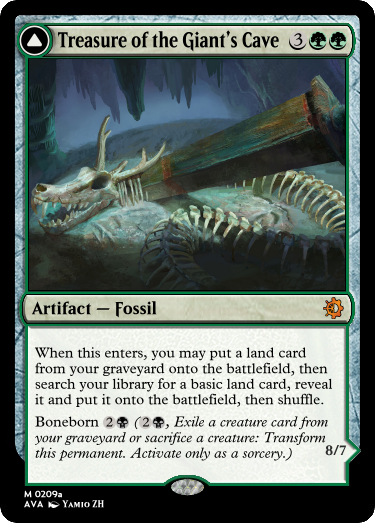 Treasure of the Giant's Cave 3
Artifact — Fossil
When this enters, you may put a land card
from your graveyard onto the battlefield, then
search your library for a basic land card, reveal
it and put it onto the battlefield, then shuffle.
Boneborn 2 (2, Exile a creature card from
your graveyard or sacrifice a creature: Transform
this permanent. Activate only as a sorcery.)
8/7
M 0209a
AVA Yamio ZH